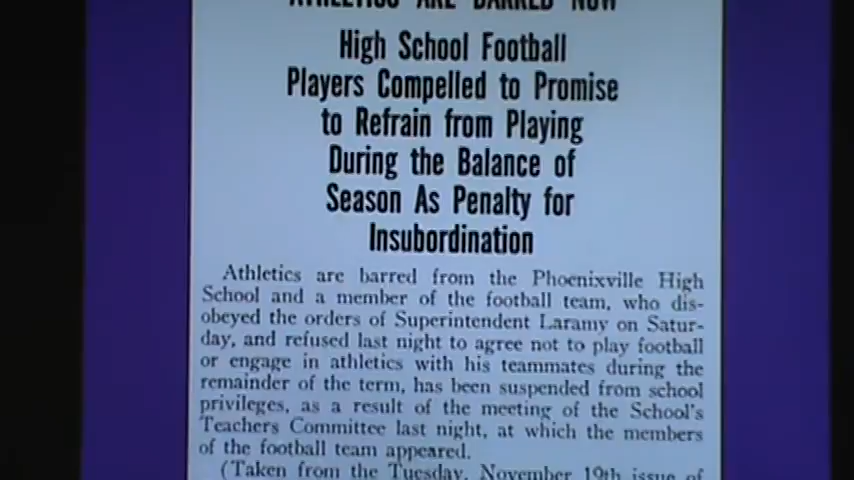 ATHLETICS ARE BARRED NOW
High School Football
Players Compelled to Promise
to Refrain from Playing
During the Balance of
Season As Penalty for
Insubordination
Athletics are barred from the Phoenixville High
School and a member of the football team, who dis-
obeyed the orders of Superintendent Laramy on Satur-
day, and refused last night to agree not to play football
or engage in athletics with his teammates during the
remainder of the term, has been suspended from school
privileges, as a result of the meeting of the School's
Teachers Committee last night, at which the members
of the football team appeared.
(Taken from the Tuesday, November 19th issue of